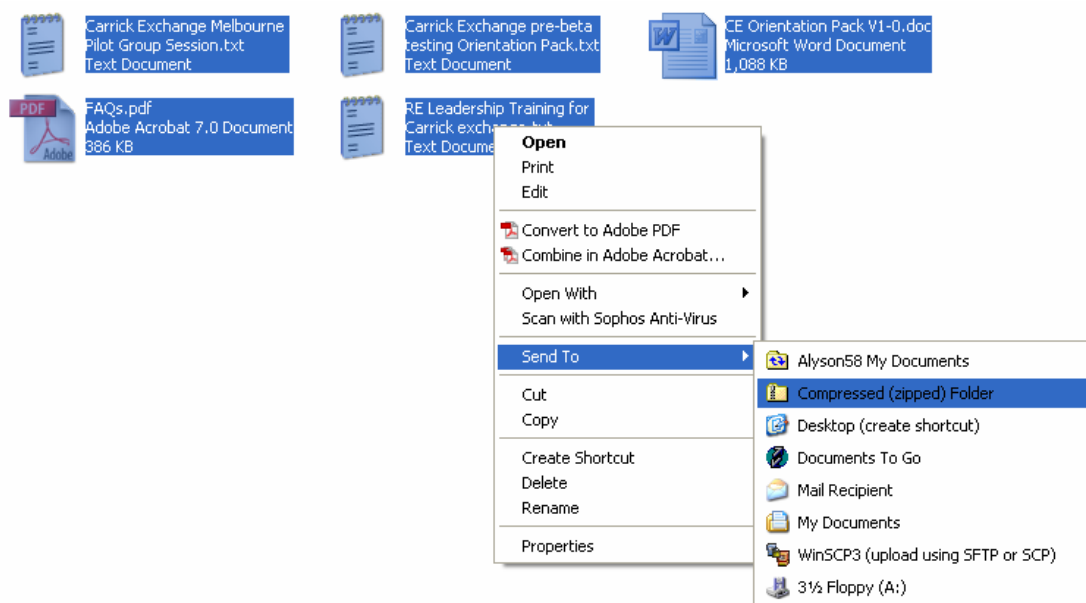 Carrick Exchange Melbourne
Pilot Group Session.txt
Text Document
Carrick Exchange pre-beta
testing Orientation Pack.txt
Text Document
CE Orientation Pack V1-0.doc
Microsoft Word Document
1,088 KB
PDF
Adobe
FAQs.pdf
Adobe Acrobat 7.0 Document
386 KB
RE Leadership Training for
Carrick exchange.txt
Text
Open
Print
Edit
Convert to Adobe PDF
Combine in Adobe Acrobat...
Open With
Scan with Sophos Anti-Virus
Send To
Cut
Copy
Create Shortcut
Delete
Rename
Properties
Alyson58 My Documents
Compressed (zipped) Folder
Desktop (create shortcut)
Documents To Go
Mail Recipient
My Documents
WinSCP3 (upload using SFTP or SCP)
3½ Floppy (A:)